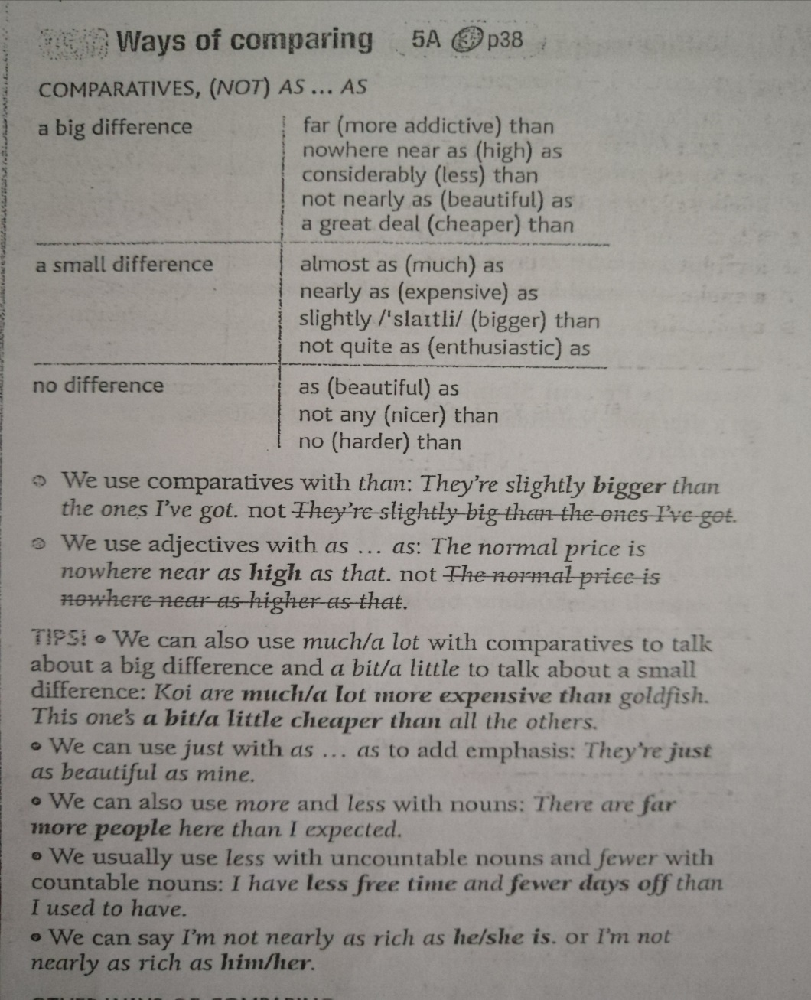 Ways of comparing 5A p38
COMPARATIVES, (NOT) AS ... AS
a big difference
far (more addictive) than
nowhere near as (high) as
considerably (less) than
not nearly as (beautiful) as
a great deal (cheaper) than
a small difference
almost as (much) as
nearly as (expensive) as
slightly /ˈslaɪtli/ (bigger) than
not quite as (enthusiastic) as
no difference
as (beautiful) as
not any (nicer) than
no (harder) than
We use comparatives with than: They're slightly bigger than
the ones I've got. not They're slightly big than the ones I've got.
We use adjectives with as ... as: The normal price is
nowhere near as high as that. not The normal price is
nowhere near as higher as that.
TIPS! • We can also use much/a lot with comparatives to talk
about a big difference and a bit/a little to talk about a small
difference: Koi are much/a lot more expensive than goldfish.
This one's a bit/a little cheaper than all the others.
• We can use just with as ... as to add emphasis: They're just
as beautiful as mine.
• We can also use more and less with nouns: There are far
more people here than I expected.
• We usually use less with uncountable nouns and fewer with
countable nouns: I have less free time and fewer days off than
I used to have.
• We can say I'm not nearly as rich as he/she is. or I'm not
nearly as rich as him/her.